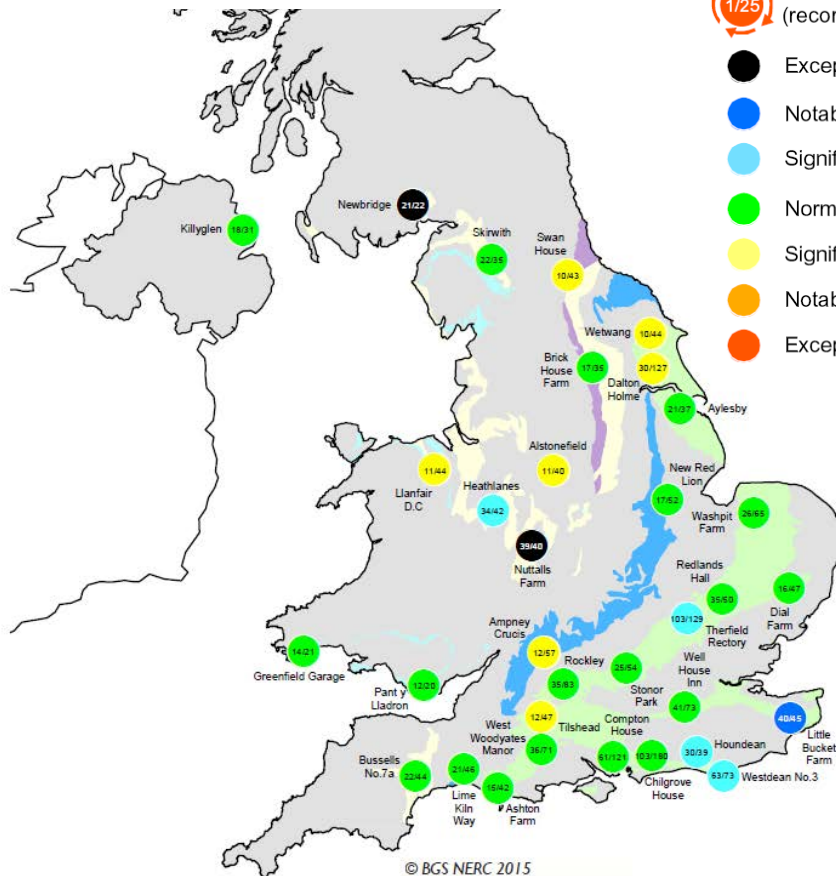 1/25
(recor
Excep
Notab
Signif
Norm
Signif
Notab
Excep
Newbridge
21/22
Killyglen
18/31
Skirwith
22/35
Swan
House
10/43
Wetwang
10/44
Brick
House
Farm
17/35
Dalton
Holme
30/127
21/37
Aylesby
Alstonefield
11/40
11/44
Llanfair
D.C
Heathlanes
34/42
New Red
Lion
17/52
Washpit
Farm
26/65
39/40
Nuttalls
Farm
Redlands
Hall
35/50
16/47
Dial
Farm
103/129
Therfield
Rectory
Ampney
Crucis
12/57
14/21
Greenfield Garage
Rockley
35/83
25/54
Stonor
Park
Well
House
Inn
41/73
12/20
Pant y
Lladron
12/47
Tilshead
West
Woodyates
Manor
36/71
Compton
House
61/121
103/180
Chilgrove
House
Houndean
30/39
40/45
Little
Bucket
Farm
63/73
Westdean No.3
Bussells
No.7a
22/44
21/46
Lime
Kiln
Way
15/42
Ashton
Farm
© BGS NERC 2015